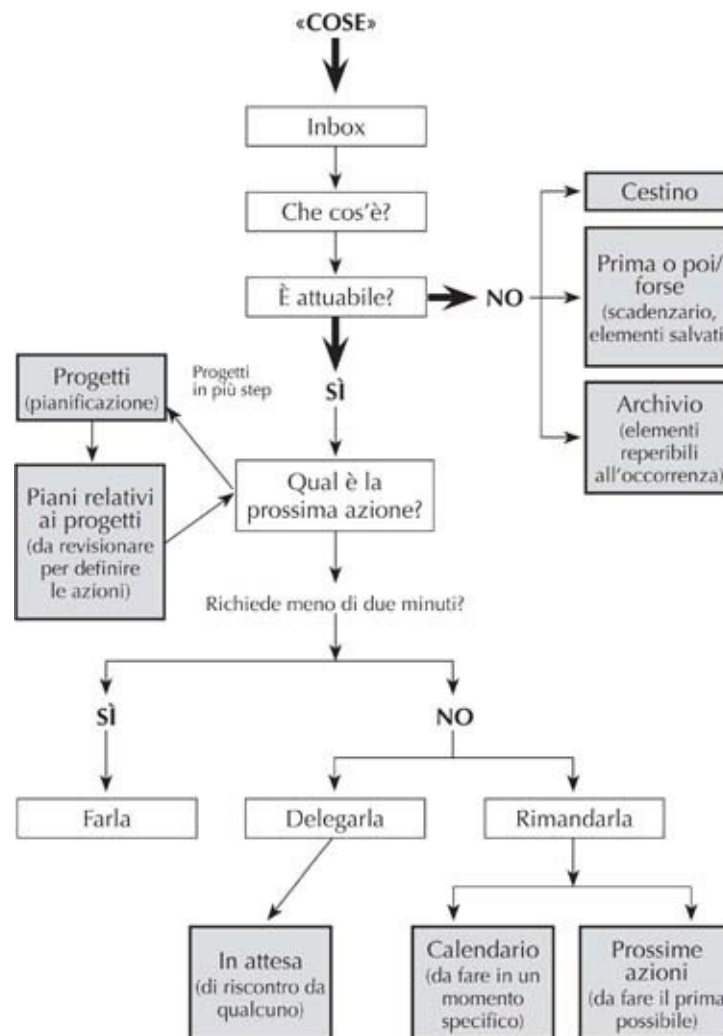 «COSE»
Inbox
Che cos'è?
È attuabile?
NO
Cestino
Prima o poi/
forse
(scadenzario,
elementi salvati
Archivio
(elementi
reperibili
all'occorrenza)
Progetti
(pianificazione)
Progetti
in più step
SÌ
Piani relativi
ai progetti
(da revisionare
per definire
le azioni)
Qual è la
prossima azione?
Richiede meno di due minuti?
SÌ
NO
Farla
Delegarla
Rimandarla
In attesa
(di riscontro da
qualcuno)
Calendario
(da fare in un
momento
specifico)
Prossime
azioni
(da fare il prima
possibile)